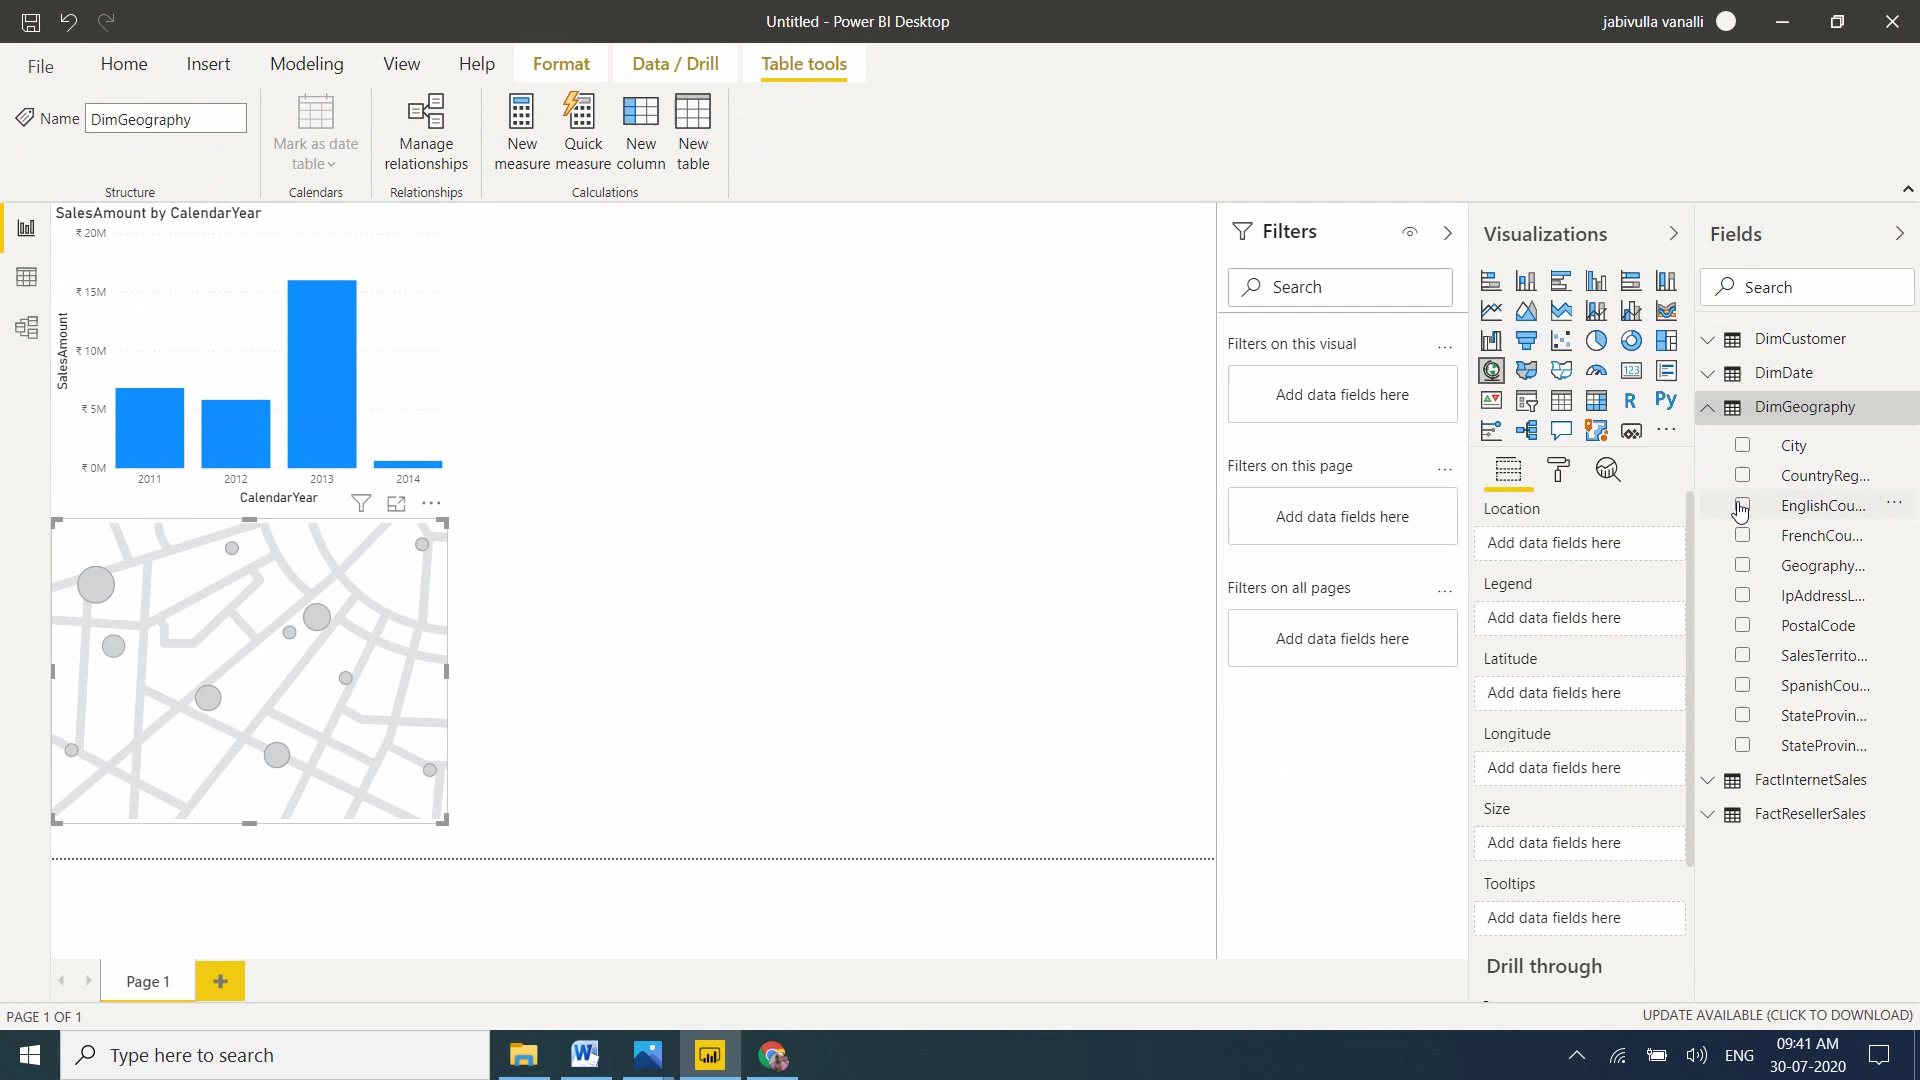 Untitled - Power BI Desktop
jabivulla vanalli
File
Home
Insert
Modeling
View
Help
Format
Data / Drill
Table tools
Name
DimGeography
Mark as date
table
Manage
relationships
New
measure
Quick
measure
New
column
New
table
Structure
Calendars
Relationships
Calculations
SalesAmount by CalendarYear
₹ 20M
₹ 15M
₹ 10M
₹ 5M
₹ 0M
SalesAmount
2011
2012
2013
2014
CalendarYear
Filters
Search
Filters on this visual
Add data fields here
Filters on this page
Add data fields here
Filters on all pages
Add data fields here
Visualizations
123
R
Py
Location
Add data fields here
Legend
Add data fields here
Latitude
Add data fields here
Longitude
Add data fields here
Size
Add data fields here
Tooltips
Add data fields here
Drill through
Fields
Search
DimCustomer
DimDate
DimGeography
City
CountryReg...
EnglishCou...
FrenchCou...
Geography...
IpAddressL...
PostalCode
SalesTerrito...
SpanishCou...
StateProvin...
StateProvin...
FactInternetSales
FactResellerSales
Page 1
PAGE 1 OF 1
UPDATE AVAILABLE (CLICK TO DOWNLOAD)
Type here to search
ENG
09:41 AM
30-07-2020